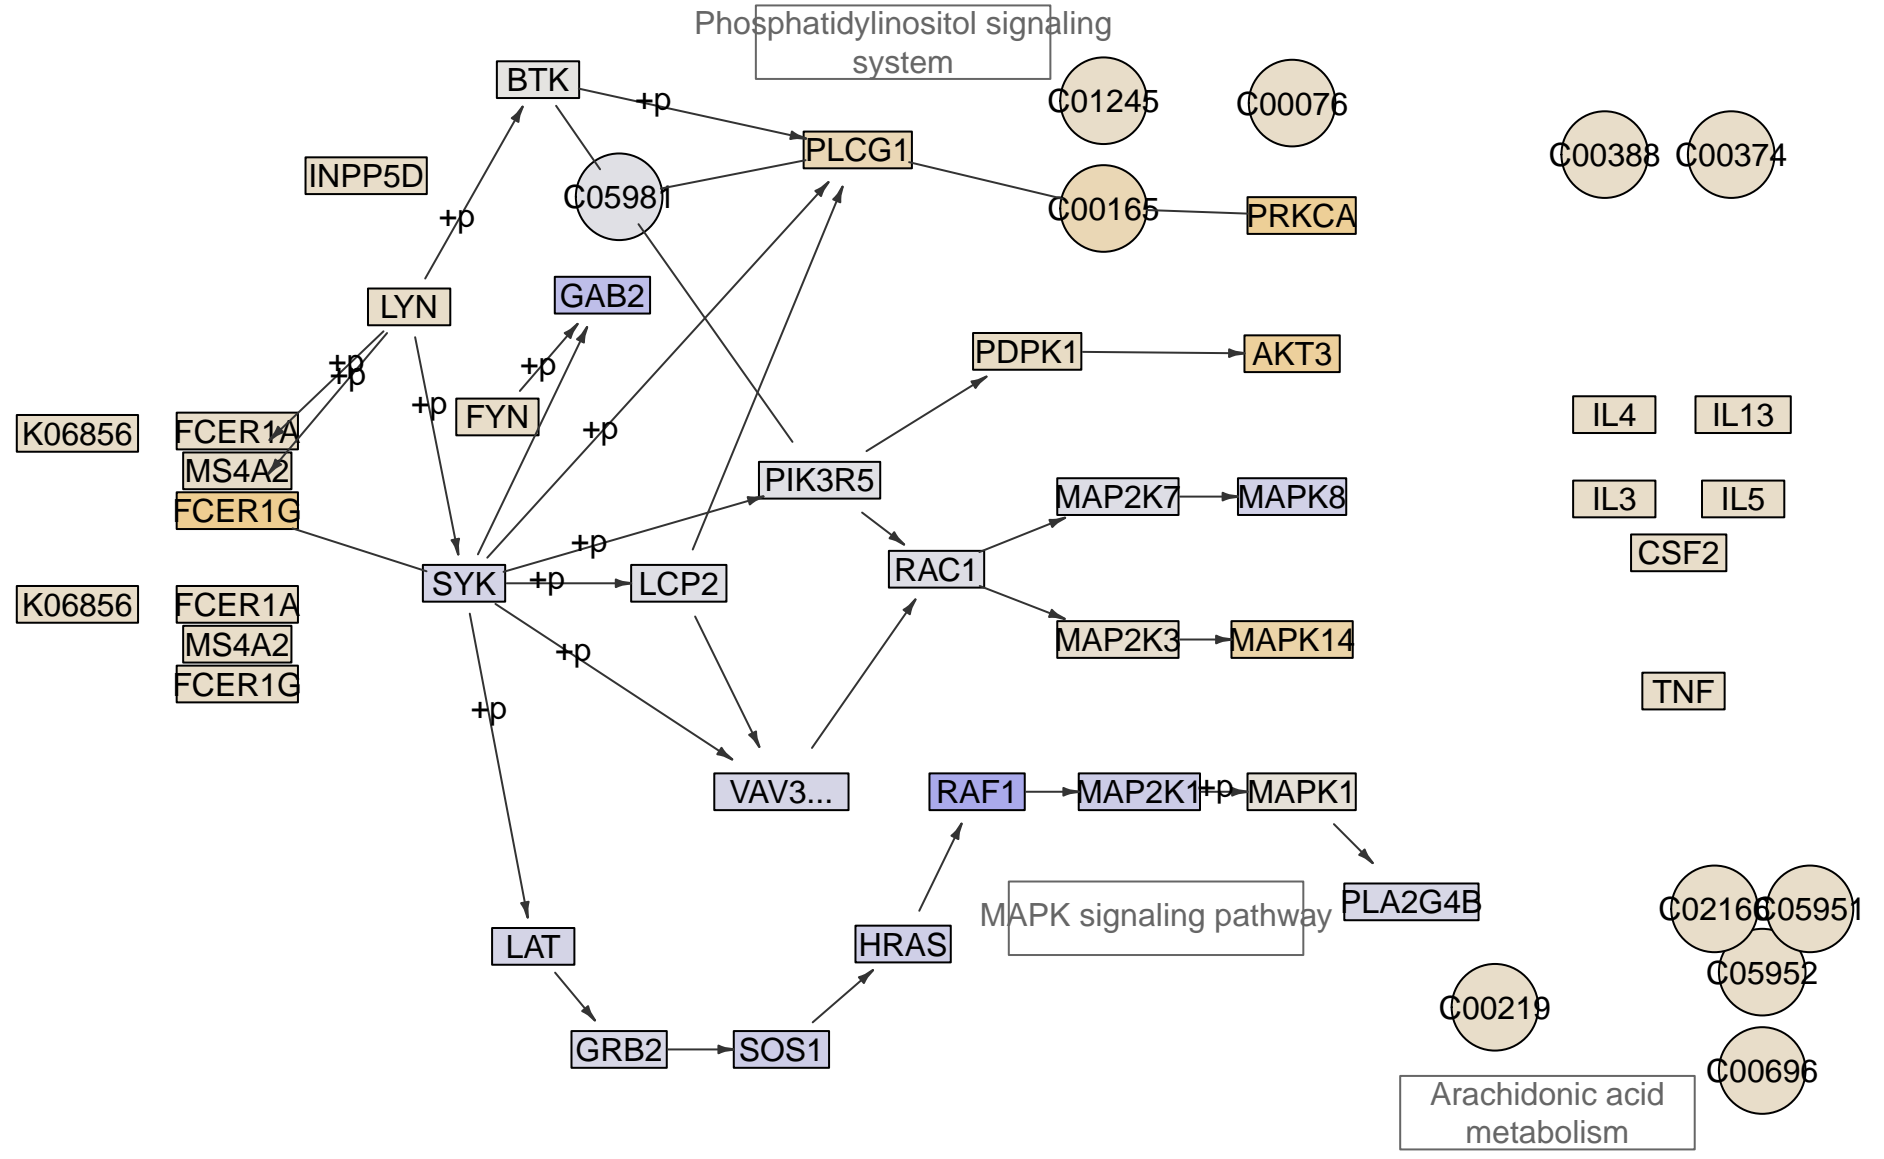 Phosphatidylinositol signaling
system
BTK
+p
C01245
C00076
PLCG1
C00388
C00374
INPP5D
C05981
+p
C00165
PRKCA
GAB2
LYN
PDPK1
AKT3
+p
+p
+p
+p
FYN
IL4
IL13
K06856
FCER1A
+p
MS4A2
PIK3R5
MAP2K7
MAPK8
IL3
IL5
FCER1G
+p
CSF2
SYK
+p
LCP2
RAC1
K06856
FCER1A
MS4A2
+p
MAP2K3
MAPK14
FCER1G
TNF
+p
VAV3...
RAF1
MAP2K1
+p
MAPK1
PLA2G4B
C02166
C05951
MAPK signaling pathway
LAT
HRAS
C05952
C00219
GRB2
SOS1
C00696
Arachidonic acid
metabolism